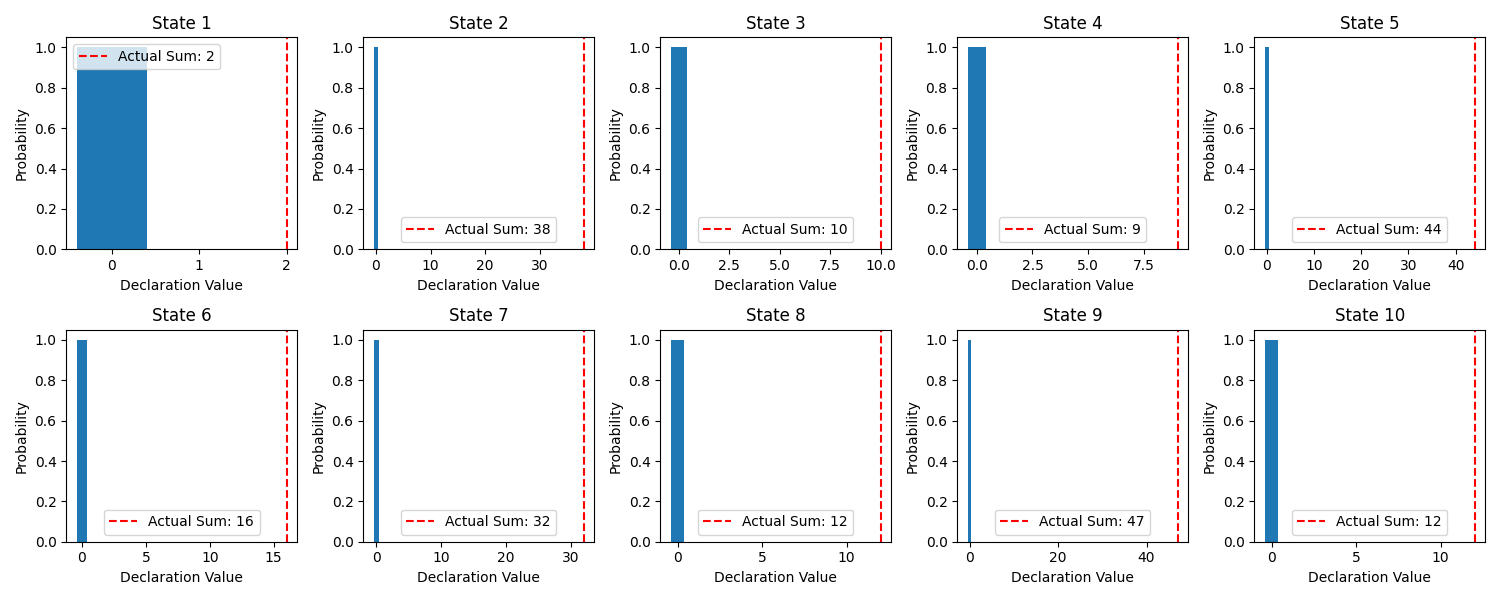 State 1
Probability
1.0
0.8
0.6
0.4
0.2
0.0
Actual Sum: 2
0 1 2
Declaration Value
State 2
Probability
1.0
0.8
0.6
0.4
0.2
0.0
Actual Sum: 38
0 10 20 30
Declaration Value
State 3
Probability
1.0
0.8
0.6
0.4
0.2
0.0
Actual Sum: 10
0.0 2.5 5.0 7.5 10.0
Declaration Value
State 4
Probability
1.0
0.8
0.6
0.4
0.2
0.0
Actual Sum: 9
0.0 2.5 5.0 7.5
Declaration Value
State 5
Probability
1.0
0.8
0.6
0.4
0.2
0.0
Actual Sum: 44
0 10 20 30 40
Declaration Value
State 6
Probability
1.0
0.8
0.6
0.4
0.2
0.0
Actual Sum: 16
0 5 10 15
Declaration Value
State 7
Probability
1.0
0.8
0.6
0.4
0.2
0.0
Actual Sum: 32
0 10 20 30
Declaration Value
State 8
Probability
1.0
0.8
0.6
0.4
0.2
0.0
Actual Sum: 12
0 5 10
Declaration Value
State 9
Probability
1.0
0.8
0.6
0.4
0.2
0.0
Actual Sum: 47
0 20 40
Declaration Value
State 10
Probability
1.0
0.8
0.6
0.4
0.2
0.0
Actual Sum: 12
0 5 10
Declaration Value